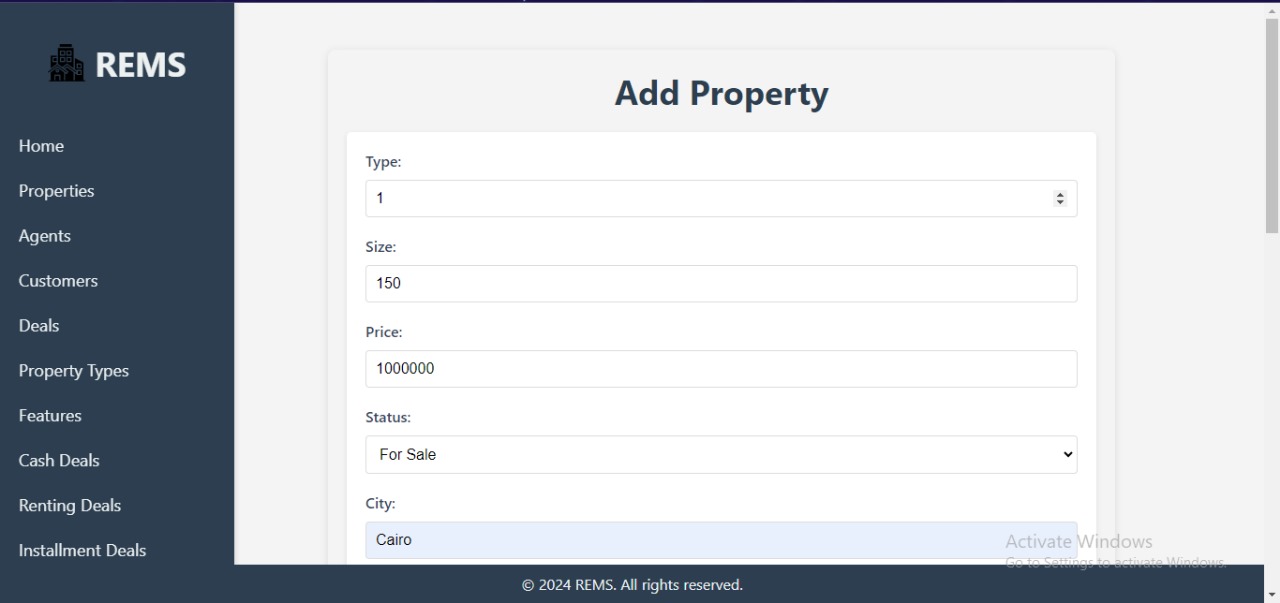 REMS
Home
Properties
Agents
Customers
Deals
Property Types
Features
Cash Deals
Renting Deals
Installment Deals
Add Property
Type:
1
Size:
150
Price:
1000000
Status:
For Sale
City:
Cairo
Activate Windows
Go to Settings to activate Windows.
© 2024 REMS. All rights reserved.